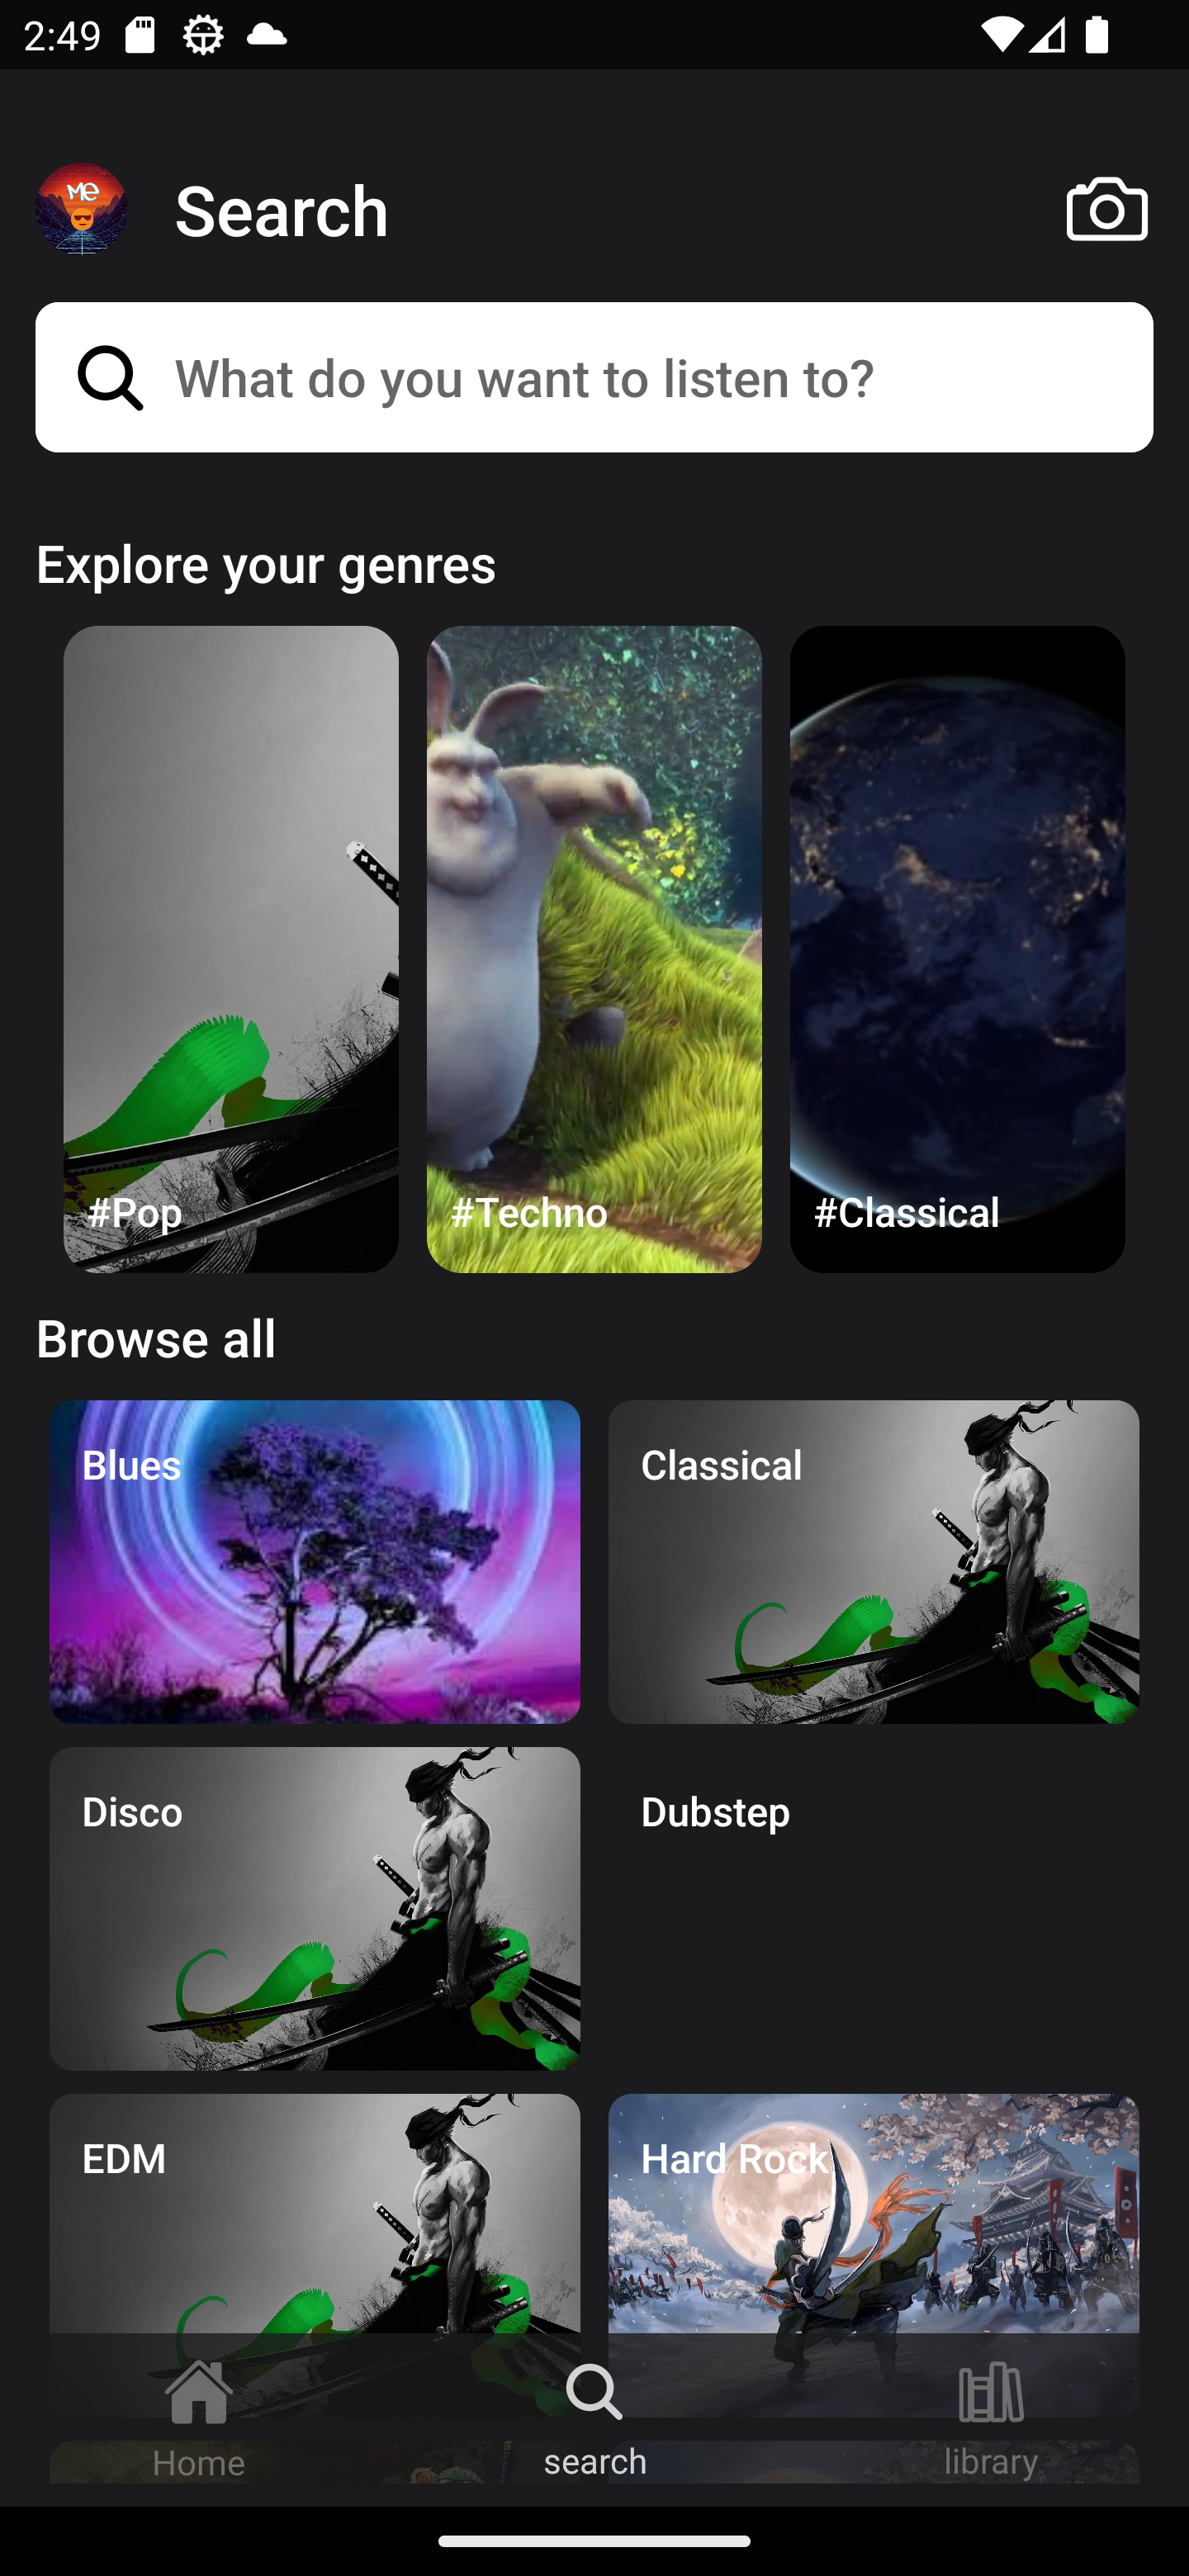 2:49
ME
Search
What do you want to listen to?
Explore your genres
#Pop
#Techno
#Classical
Browse all
Blues
Classical
Disco
Dubstep
EDM
Hard Rock
Home
search
library